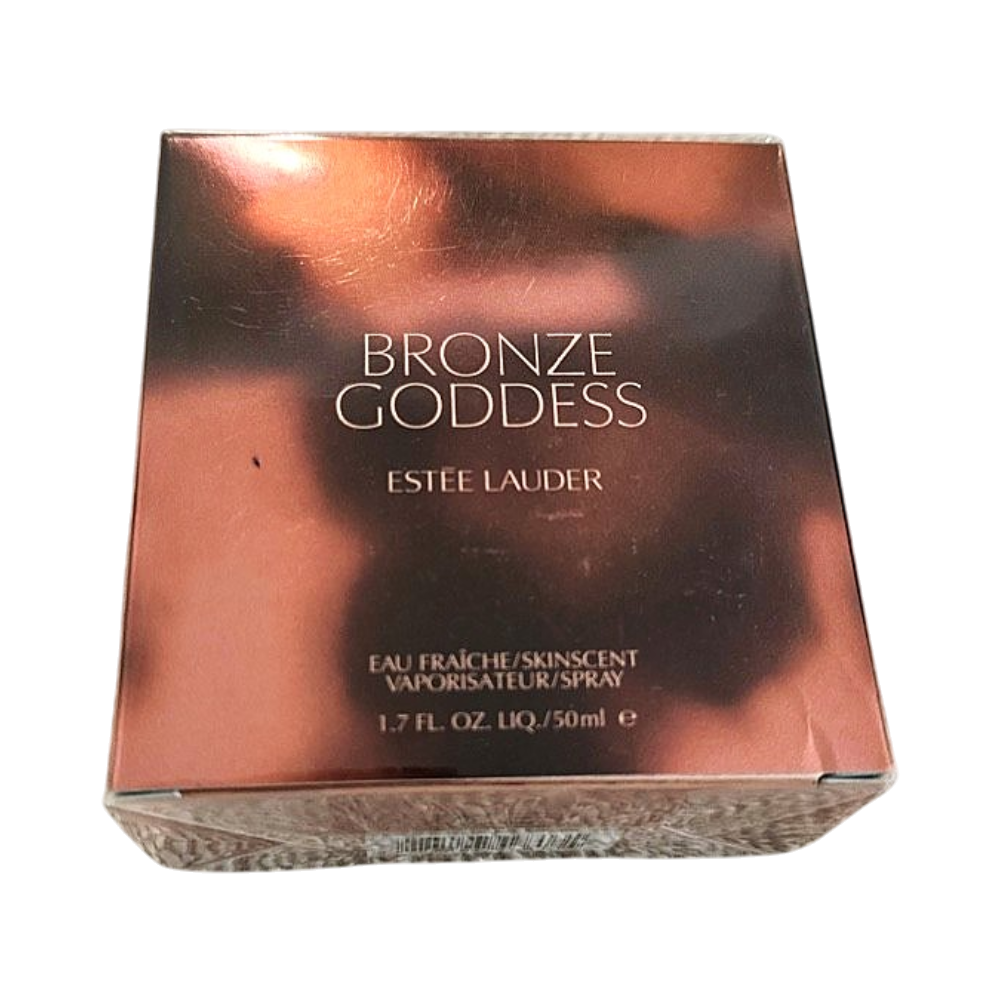 BRONZE
GODDESS
ESTĒE LAUDER
EAU FRAÎCHE/SKINSCENT
VAPORISATEUR/SPRAY
1.7 FL. OZ. LIQ./50ml ℮